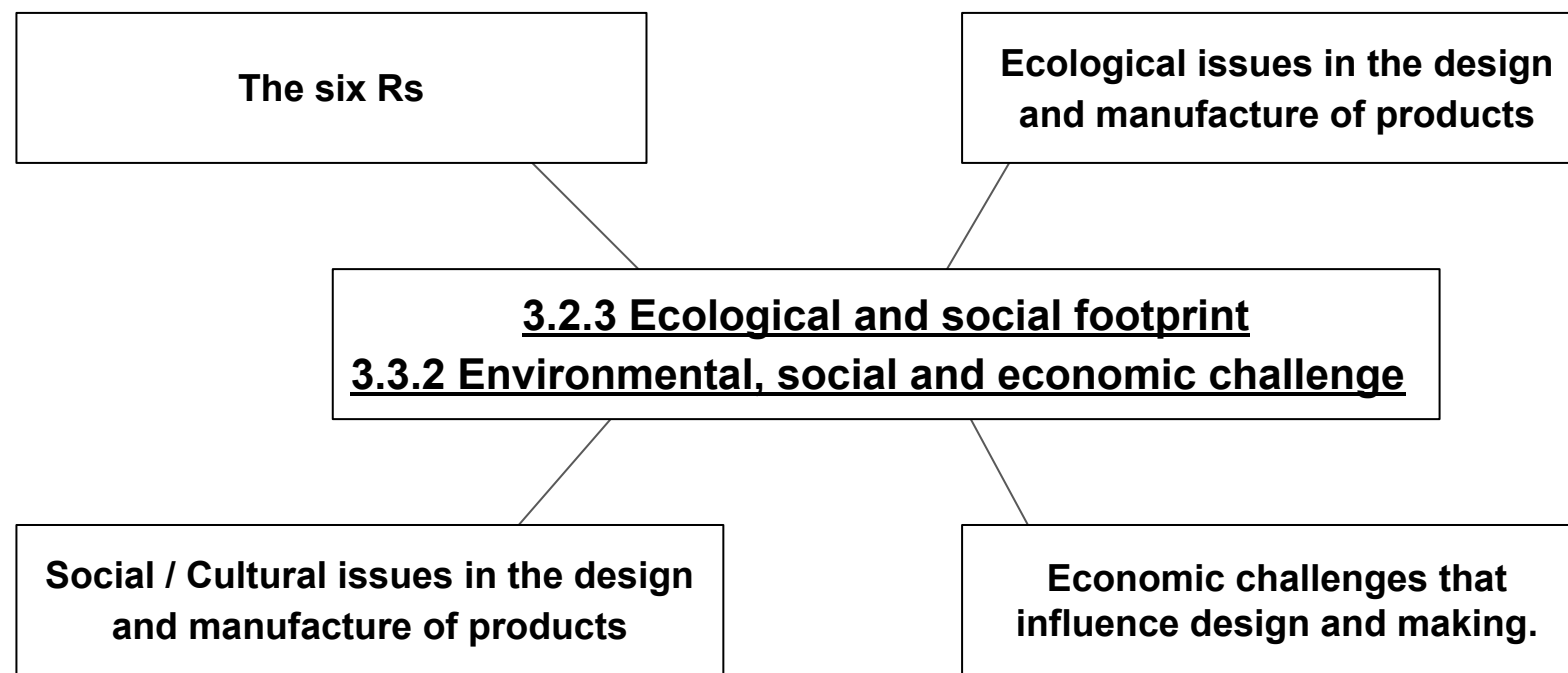 The six Rs
Ecological issues in the design
and manufacture of products
3.2.3 Ecological and social footprint
3.3.2 Environmental, social and economic challenge
Social / Cultural issues in the design
and manufacture of products
Economic challenges that
influence design and making.